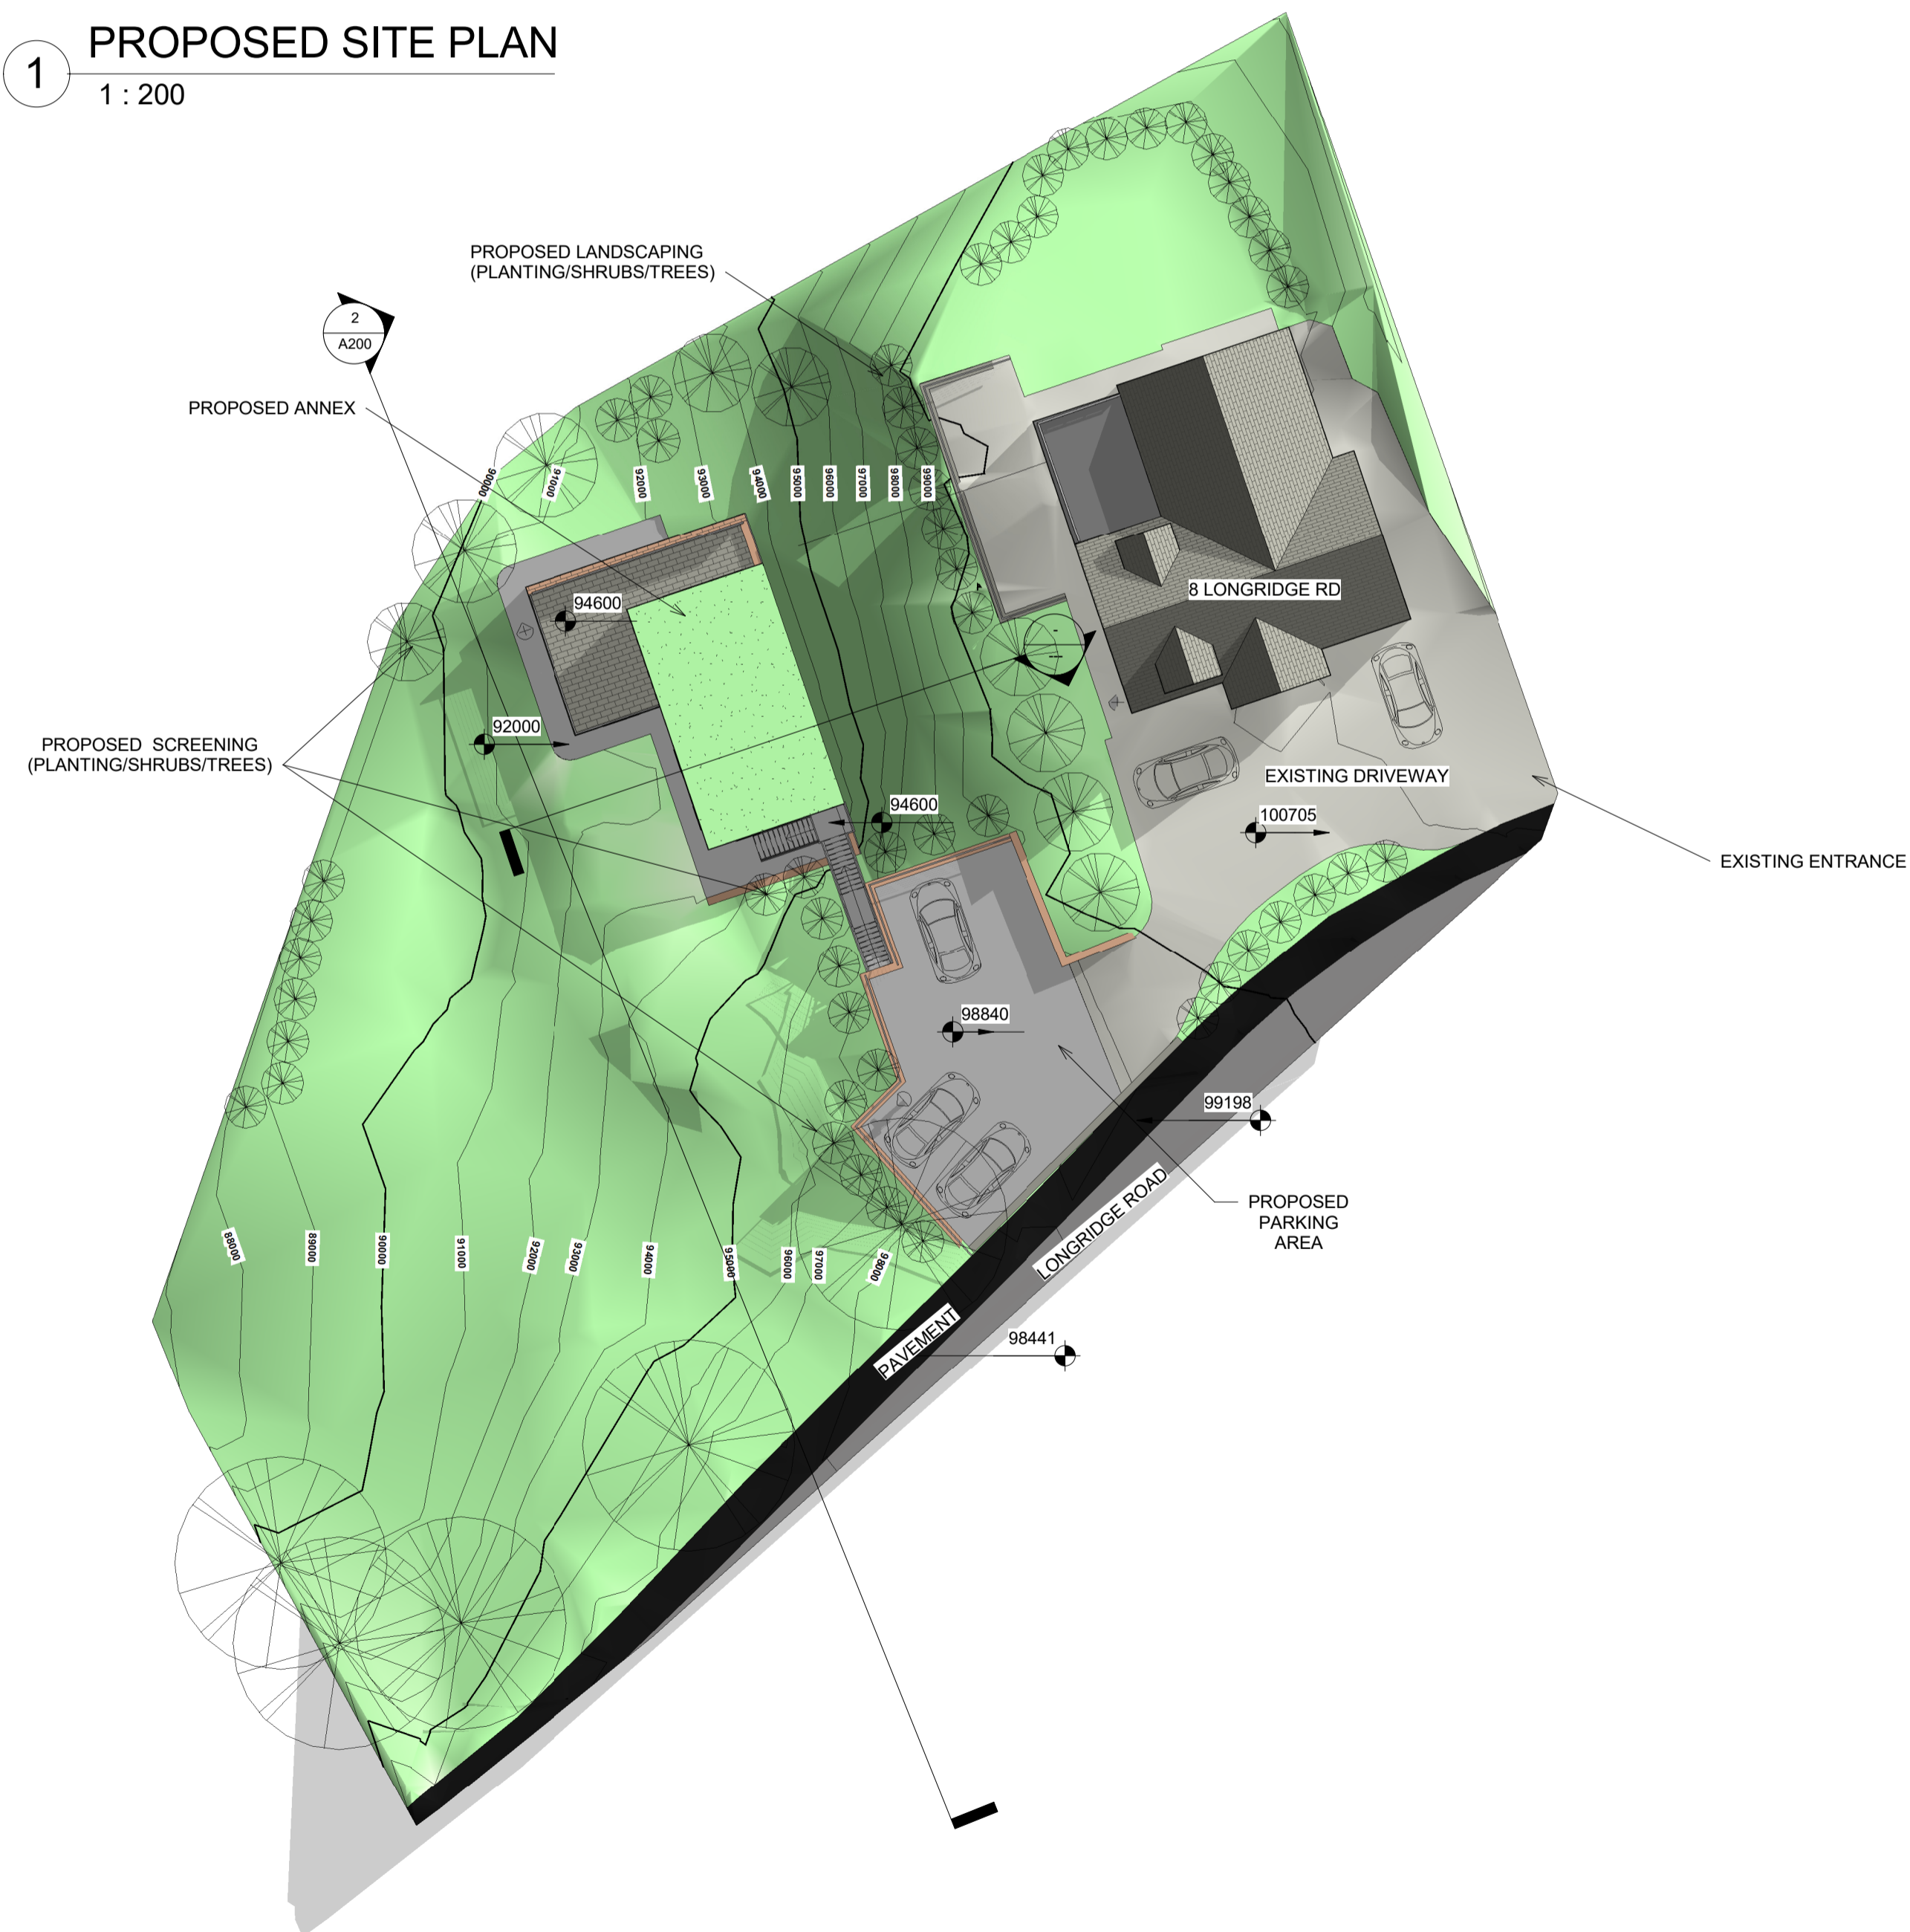 1
PROPOSED SITE PLAN
1 : 200
PROPOSED LANDSCAPING
(PLANTING/SHRUBS/TREES)
2
A200
PROPOSED ANNEX
90000
91000
92000
93000
94000
95000
96000
97000
98000
99000
94600
8 LONGRIDGE RD
-
---
92000
PROPOSED SCREENING
(PLANTING/SHRUBS/TREES)
EXISTING DRIVEWAY
94600
100705
EXISTING ENTRANCE
98840
99198
PROPOSED
PARKING
AREA
LONGRIDGE ROAD
88000
89000
90000
91000
92000
93000
94000
95000
96000
97000
98000
PAVEMENT
98441